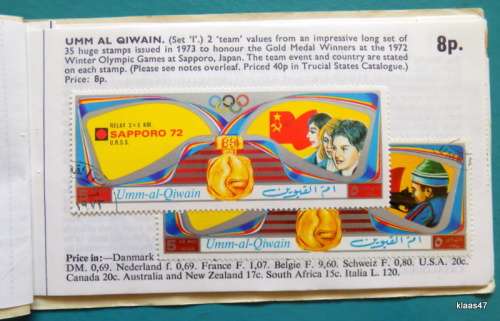 UMM AL QIWAIN. (Set 'I'.) 2 'team' values from an impressive long set of
35 huge stamps issued in 1973 to honour the Gold Medal Winners at the 1972
Winter Olympic Games at Sapporo, Japan. The team event and country are stated
on each stamp. (Please see notes overleaf. Priced 40p in Trucial States Catalogue.)
Price: 8p.
8p.
RELAY 3 × 5 KM.
SAPPORO 72
U.R.S.S.
Umm-al-Qiwain
ام القيوين
5
Umm-al-Qiwain
ام القيوين
Price in:—Danmark
DM. 0,69. Nederland f. 0,69. France F. 1,07. Belgie F. 9,60. Schweiz F. 0,80. U.S.A. 20c.
Canada 20c. Australia and New Zealand 17c. South Africa 15c. Italia L. 120.
klaas47